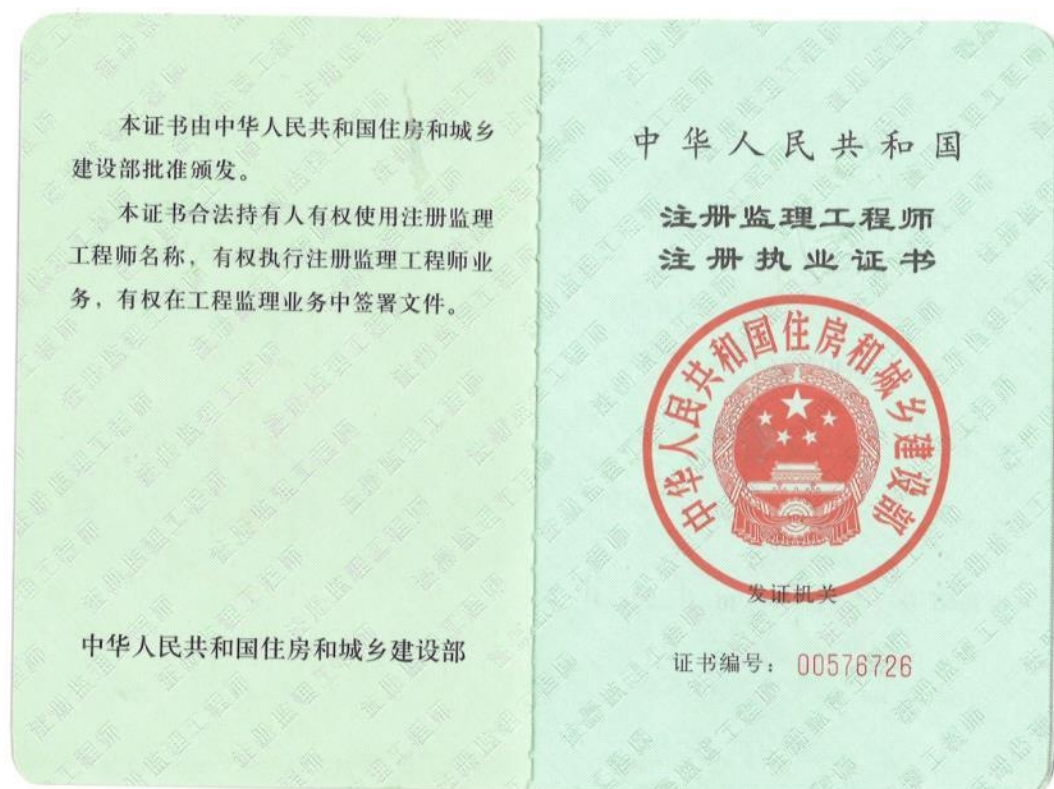 本证书由中华人民共和国住房和城乡
建设部批准颁发。
本证书合法持有人有权使用注册监理
工程师名称，有权执行注册监理工程师业
务，有权在工程监理业务中签署文件。
中华人民共和国住房和城乡建设部
中华人民共和国
注册监理工程师
注册执业证书
中华人民共和国住房和城乡建设部
发证机关
证书编号：00576726